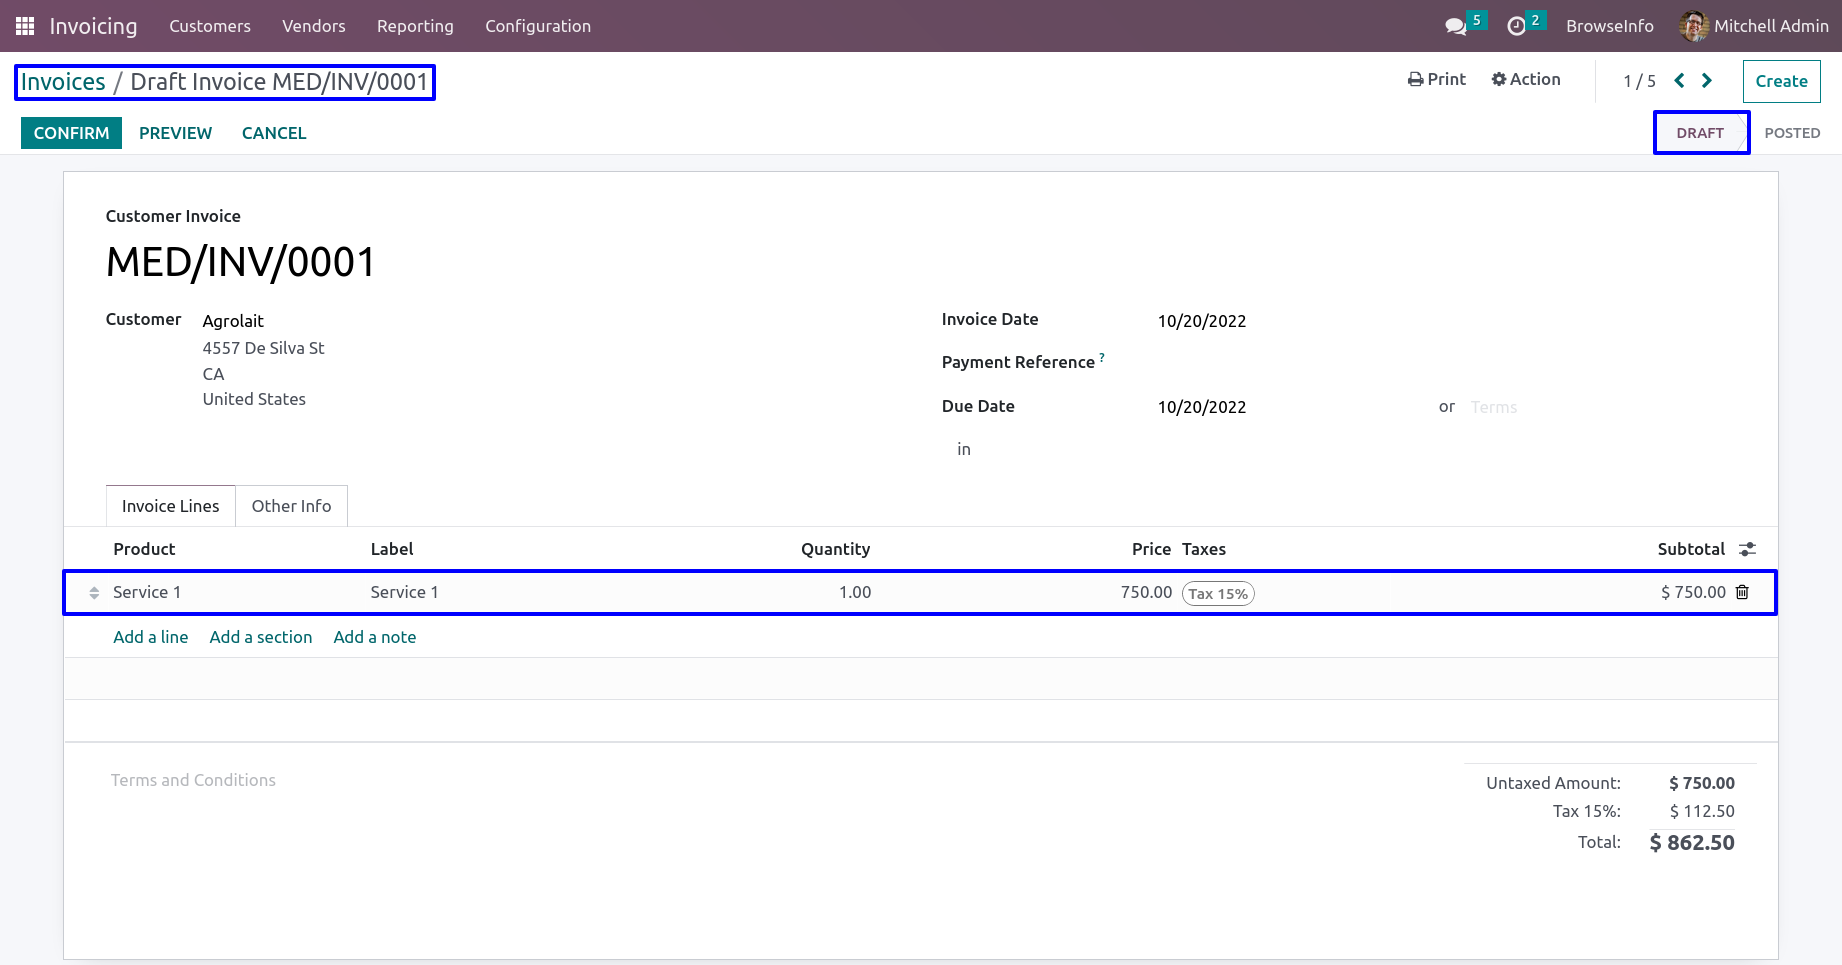 Invoicing Customers Vendors Reporting Configuration 5 2 BrowseInfo Mitchell Admin
Invoices / Draft Invoice MED/INV/0001 Print Action 1 / 5 Create
CONFIRM PREVIEW CANCEL DRAFT POSTED
Customer Invoice
MED/INV/0001
Customer Agrolait Invoice Date 10/20/2022
4557 De Silva St
CA Payment Reference ?
United States
Due Date 10/20/2022 or Terms
in
Invoice Lines Other Info
Product Label Quantity Price Taxes Subtotal
Service 1 Service 1 1.00 750.00 Tax 15% $ 750.00
Add a line Add a section Add a note
Terms and Conditions
Untaxed Amount: $ 750.00
Tax 15%: $ 112.50
Total: $ 862.50